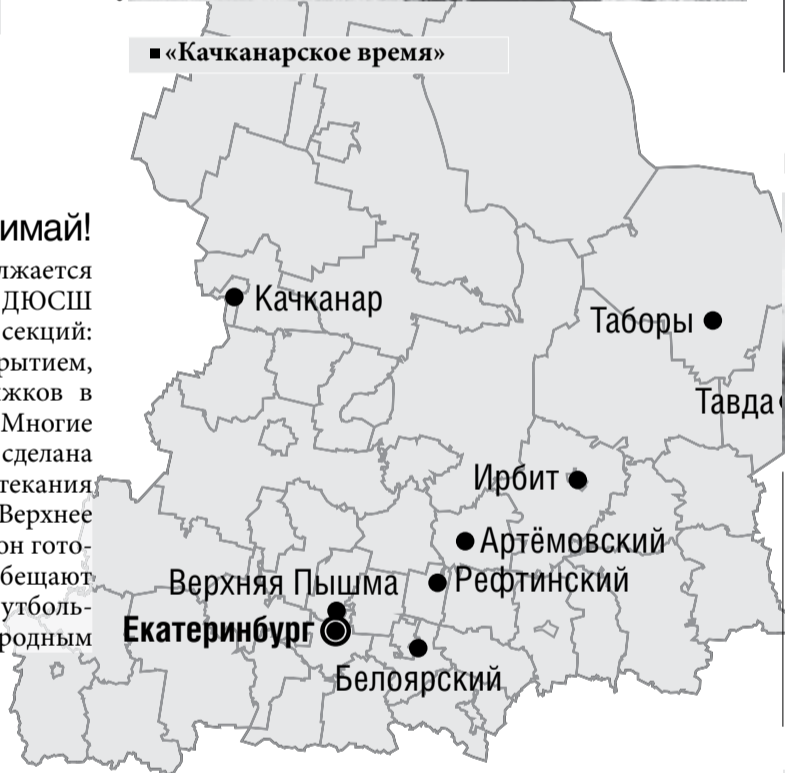 «Качканарское время»
имай!
лжается
ДЮСШ
секций:
рытием,
жков в
Многие
сделана
текания
Верхнее
он гото-
бещают
утболь-
родным
Качканар
Таборы
Тавда
Ирбит
Артёмовский
Рефтинский
Верхняя Пышма
Екатеринбург
Белоярский